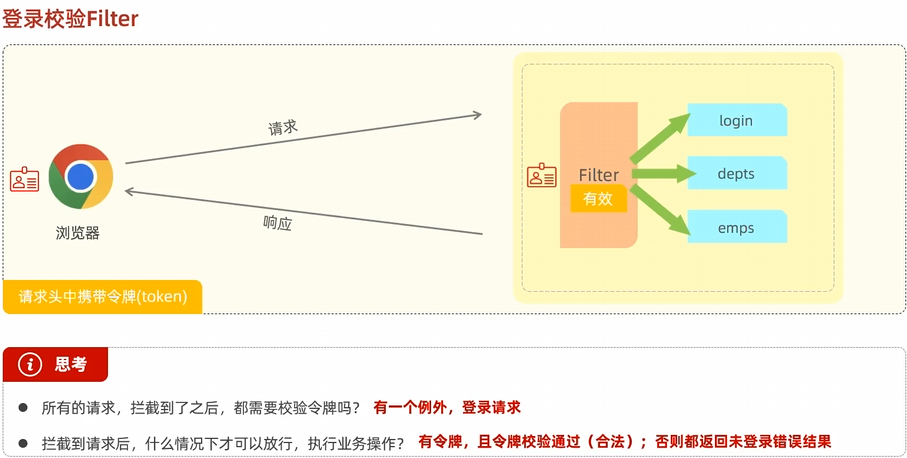 登录校验Filter
请求
login
Filter
depts
有效
响应
emps
浏览器
请求头中携带令牌(token)
思考
所有的请求，拦截到了之后，都需要校验令牌吗？ 有一个例外，登录请求
拦截到请求后，什么情况下才可以放行，执行业务操作？ 有令牌，且令牌校验通过（合法）；否则都返回未登录错误结果